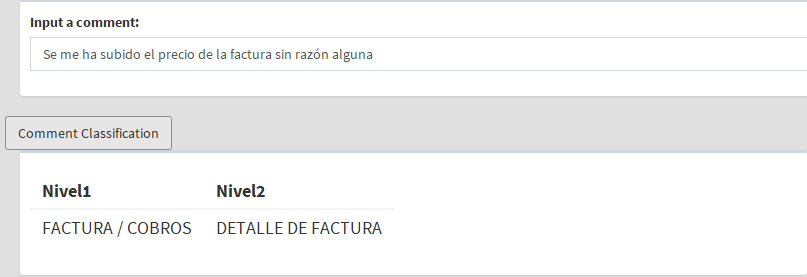 Input a comment:
Se me ha subido el precio de la factura sin razón alguna
Comment Classification
Nivel1 Nivel2
FACTURA / COBROS DETALLE DE FACTURA